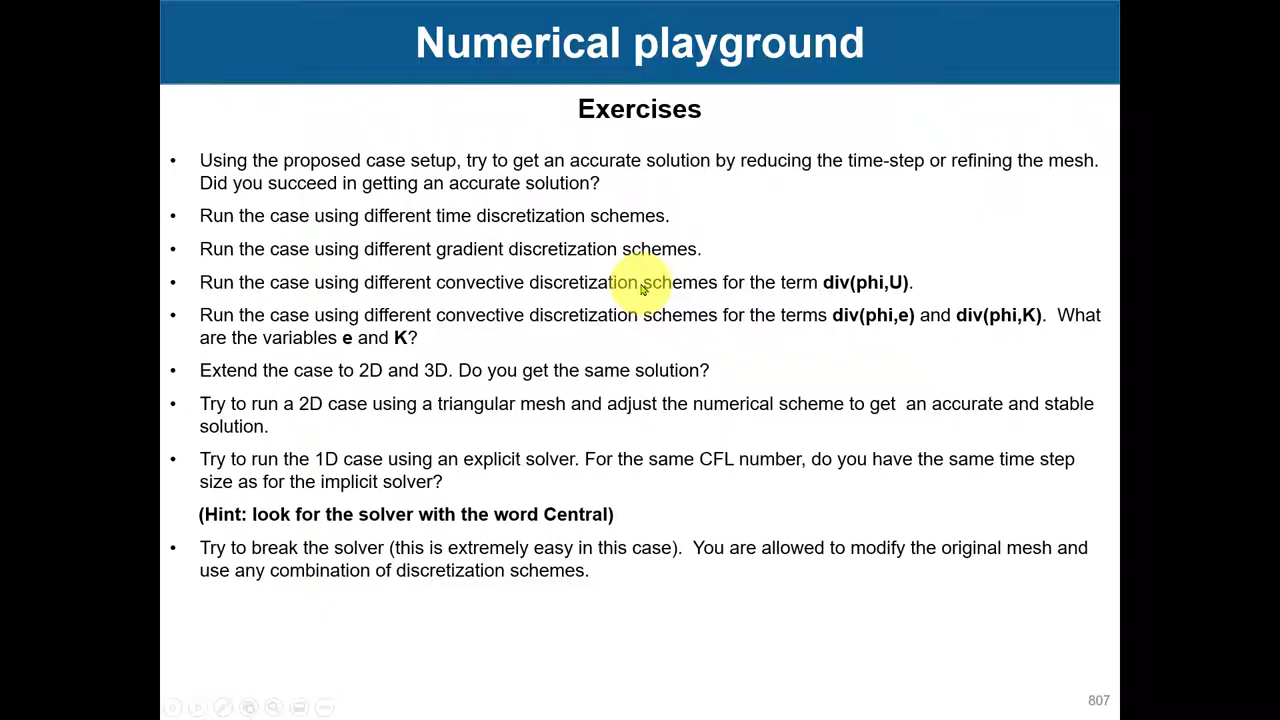 Numerical playground
Exercises
• Using the proposed case setup, try to get an accurate solution by reducing the time-step or refining the mesh.
Did you succeed in getting an accurate solution?
• Run the case using different time discretization schemes.
• Run the case using different gradient discretization schemes.
• Run the case using different convective discretization schemes for the term div(phi,U).
• Run the case using different convective discretization schemes for the terms div(phi,e) and div(phi,K). What
are the variables e and K?
• Extend the case to 2D and 3D. Do you get the same solution?
• Try to run a 2D case using a triangular mesh and adjust the numerical scheme to get an accurate and stable
solution.
• Try to run the 1D case using an explicit solver. For the same CFL number, do you have the same time step
size as for the implicit solver?
(Hint: look for the solver with the word Central)
• Try to break the solver (this is extremely easy in this case). You are allowed to modify the original mesh and
use any combination of discretization schemes.
807